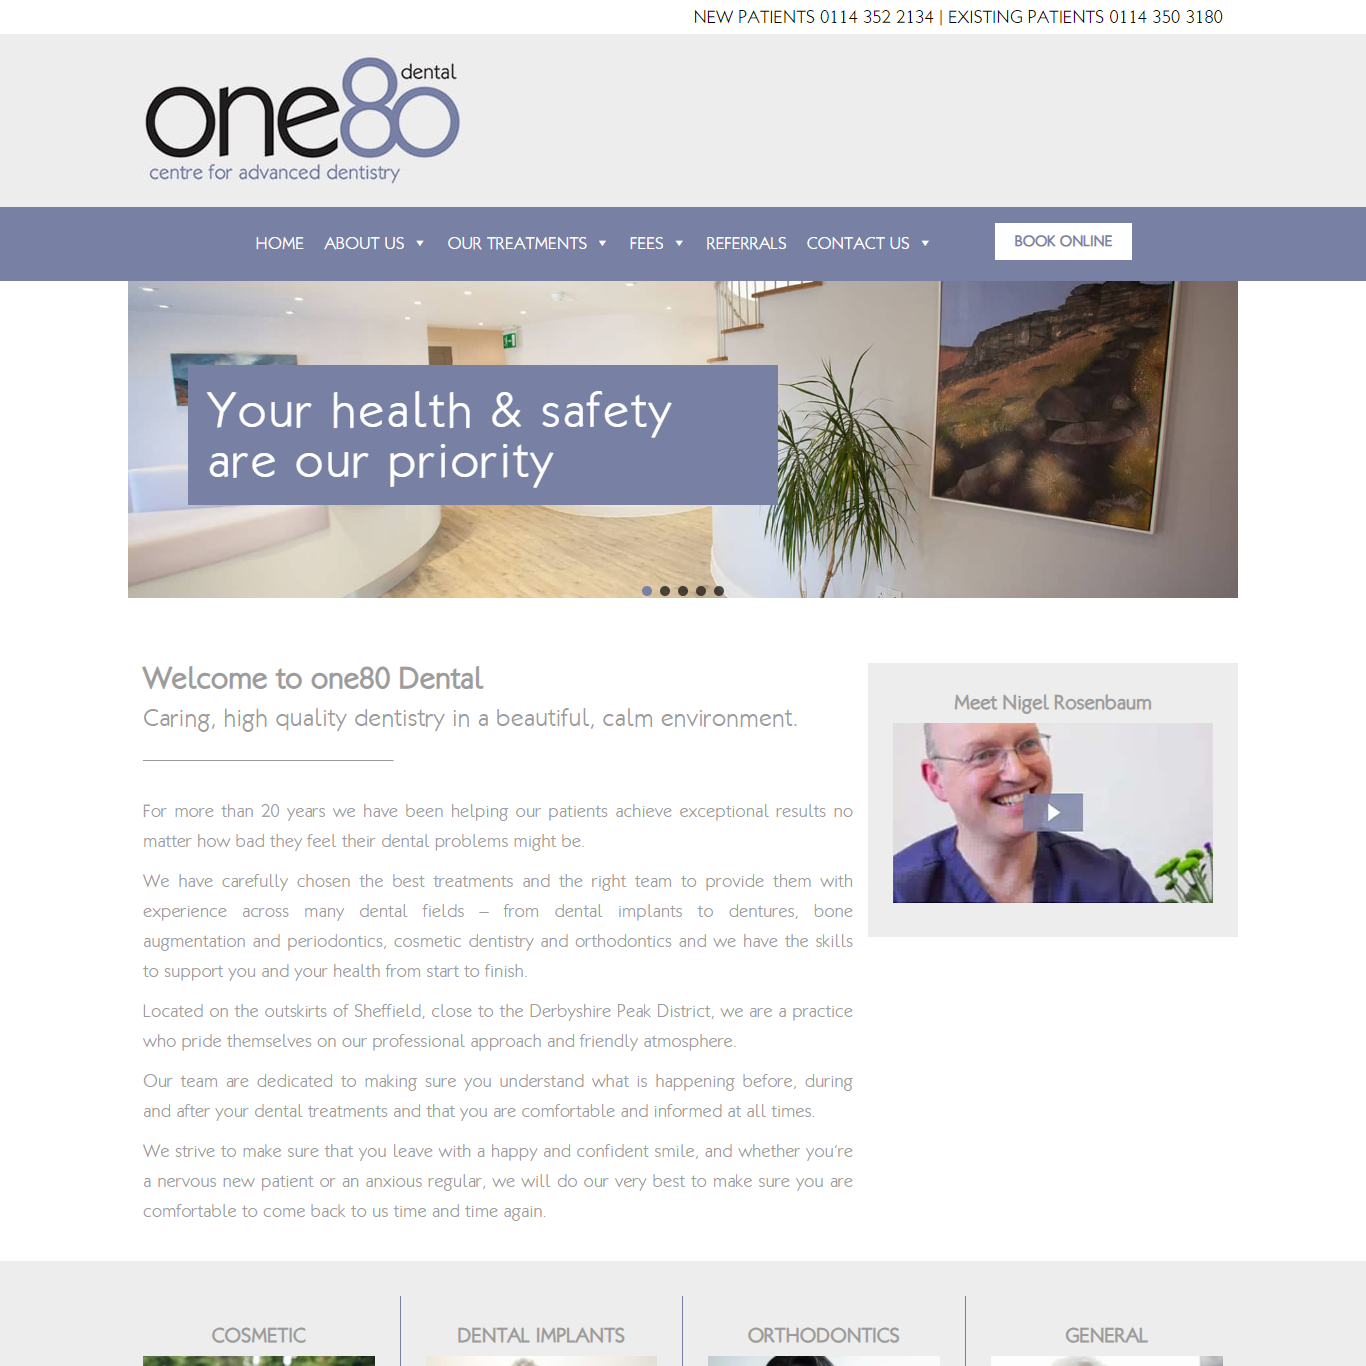 NEW PATIENTS 0114 352 2134 | EXISTING PATIENTS 0114 350 3180
dental
one80
centre for advanced dentistry
HOME ABOUT US OUR TREATMENTS FEES REFERRALS CONTACT US BOOK ONLINE
Your health & safety
are our priority
Welcome to one80 Dental
Caring, high quality dentistry in a beautiful, calm environment.
For more than 20 years we have been helping our patients achieve exceptional results no
matter how bad they feel their dental problems might be.
We have carefully chosen the best treatments and the right team to provide them with
experience across many dental fields – from dental implants to dentures, bone
augmentation and periodontics, cosmetic dentistry and orthodontics and we have the skills
to support you and your health from start to finish.
Located on the outskirts of Sheffield, close to the Derbyshire Peak District, we are a practice
who pride themselves on our professional approach and friendly atmosphere.
Our team are dedicated to making sure you understand what is happening before, during
and after your dental treatments and that you are comfortable and informed at all times.
We strive to make sure that you leave with a happy and confident smile, and whether you’re
a nervous new patient or an anxious regular, we will do our very best to make sure you are
comfortable to come back to us time and time again.
Meet Nigel Rosenbaum
COSMETIC
DENTAL IMPLANTS
ORTHODONTICS
GENERAL